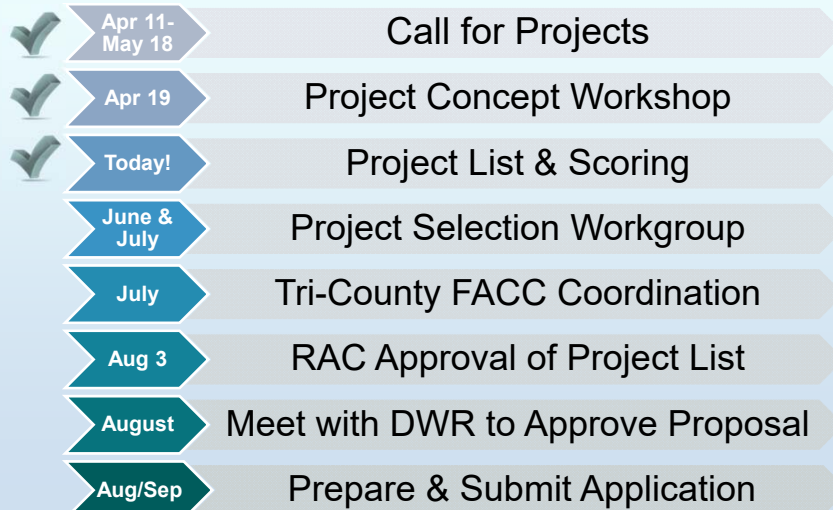 Apr 11-
May 18
Call for Projects
Apr 19
Project Concept Workshop
Today!
Project List & Scoring
June &
July
Project Selection Workgroup
July
Tri-County FACC Coordination
Aug 3
RAC Approval of Project List
August
Meet with DWR to Approve Proposal
Aug/Sep
Prepare & Submit Application